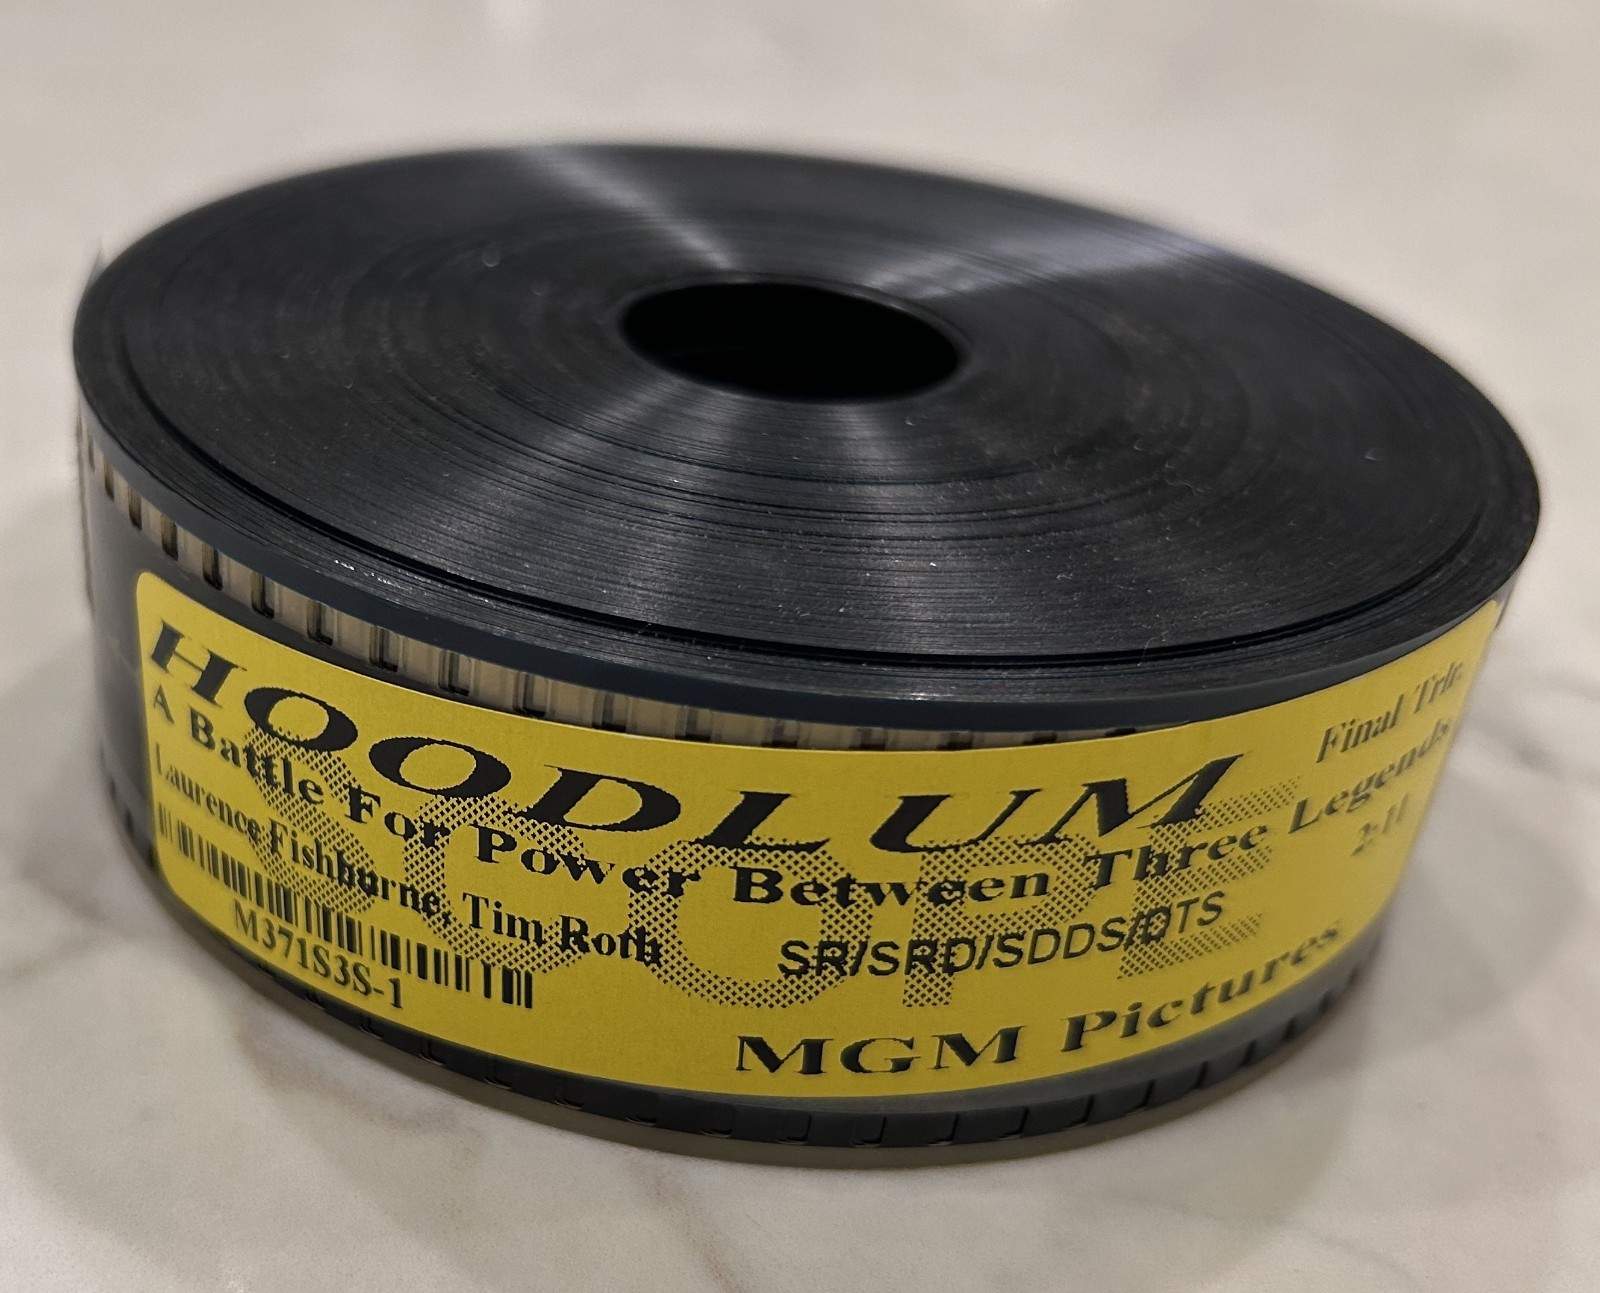 HOODLUM
Final Trlr.
A Battle For Power Between Three Legends
Laurence Fishburne, Tim Roth
SR/SRD/SDDS/DTS
2:11
M371S3S-1
MGM Pictures
SCOPE